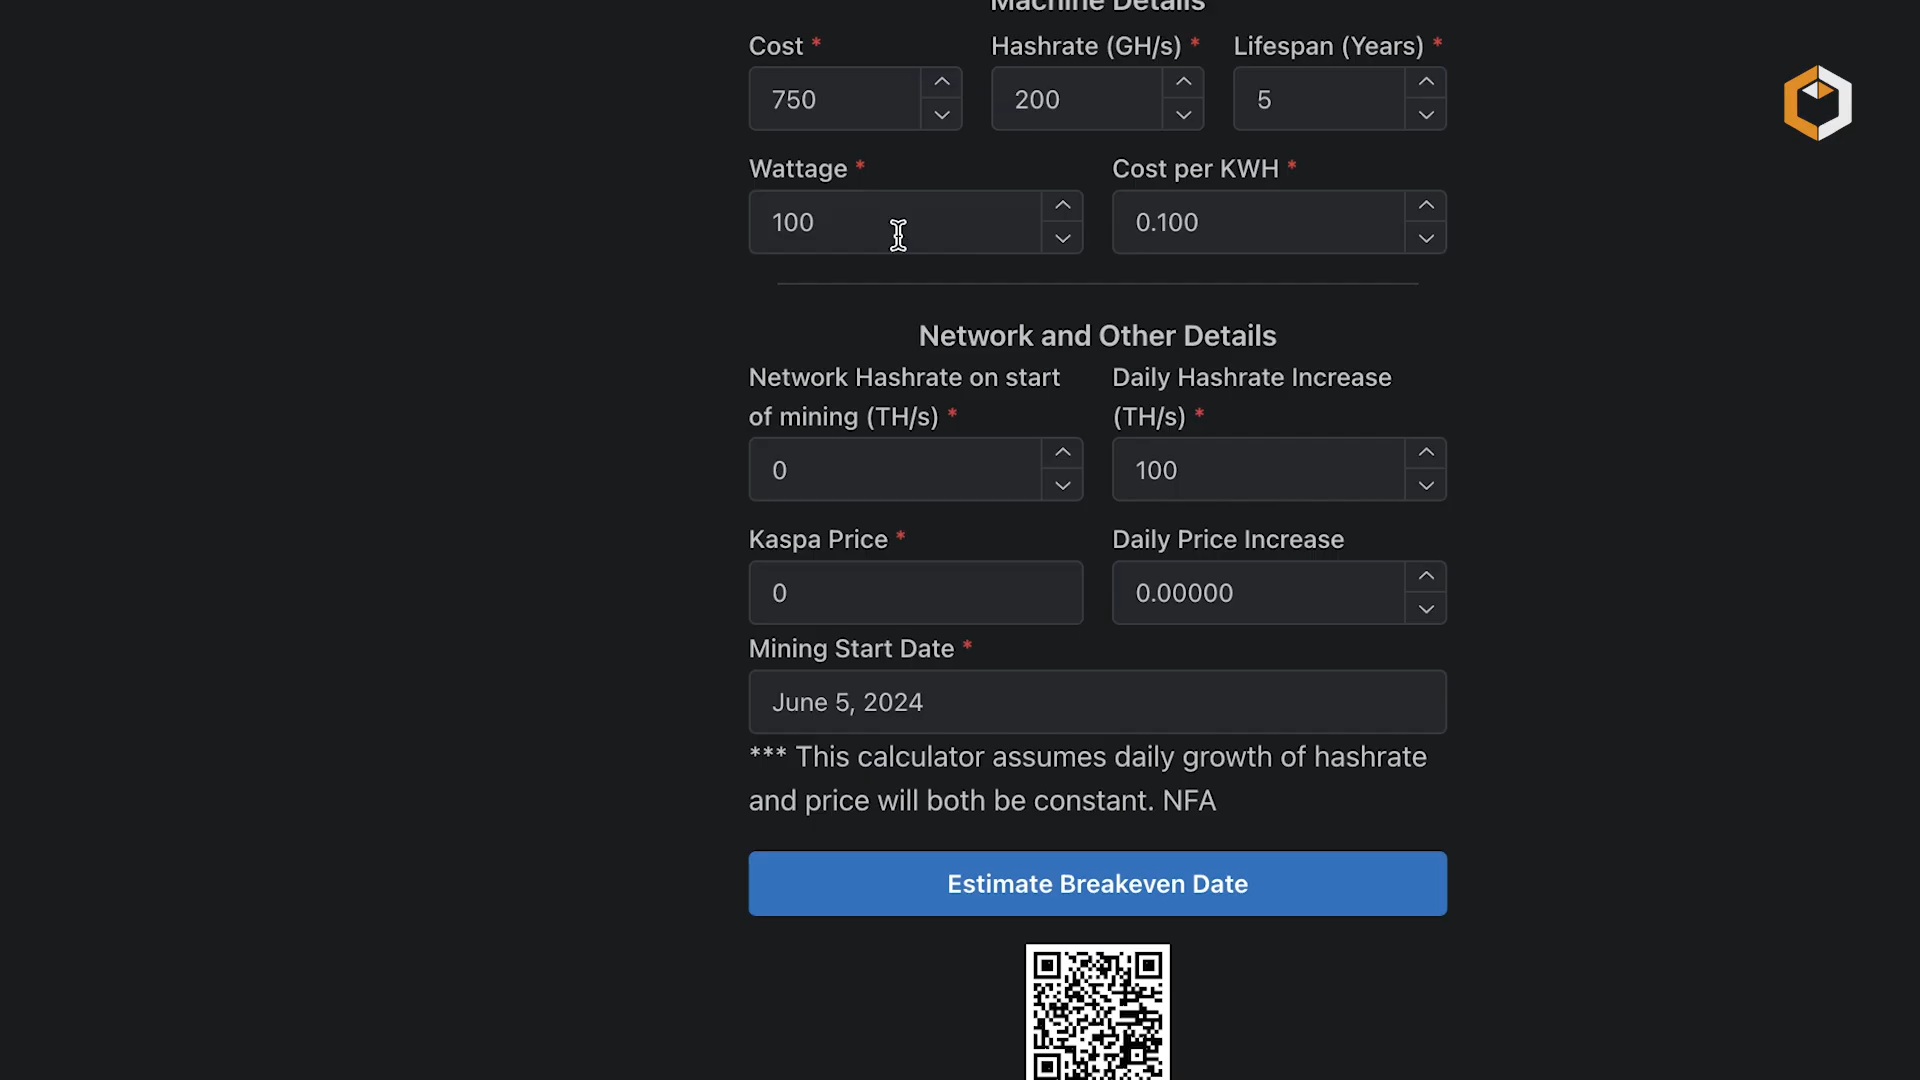 Machine Details
Cost * Hashrate (GH/s) * Lifespan (Years) *
750 200 5
Wattage * Cost per KWH *
100 0.100
Network and Other Details
Network Hashrate on start of mining (TH/s) *
Daily Hashrate Increase (TH/s) *
0 100
Kaspa Price * Daily Price Increase
0 0.00000
Mining Start Date *
June 5, 2024
*** This calculator assumes daily growth of hashrate
and price will both be constant. NFA
Estimate Breakeven Date